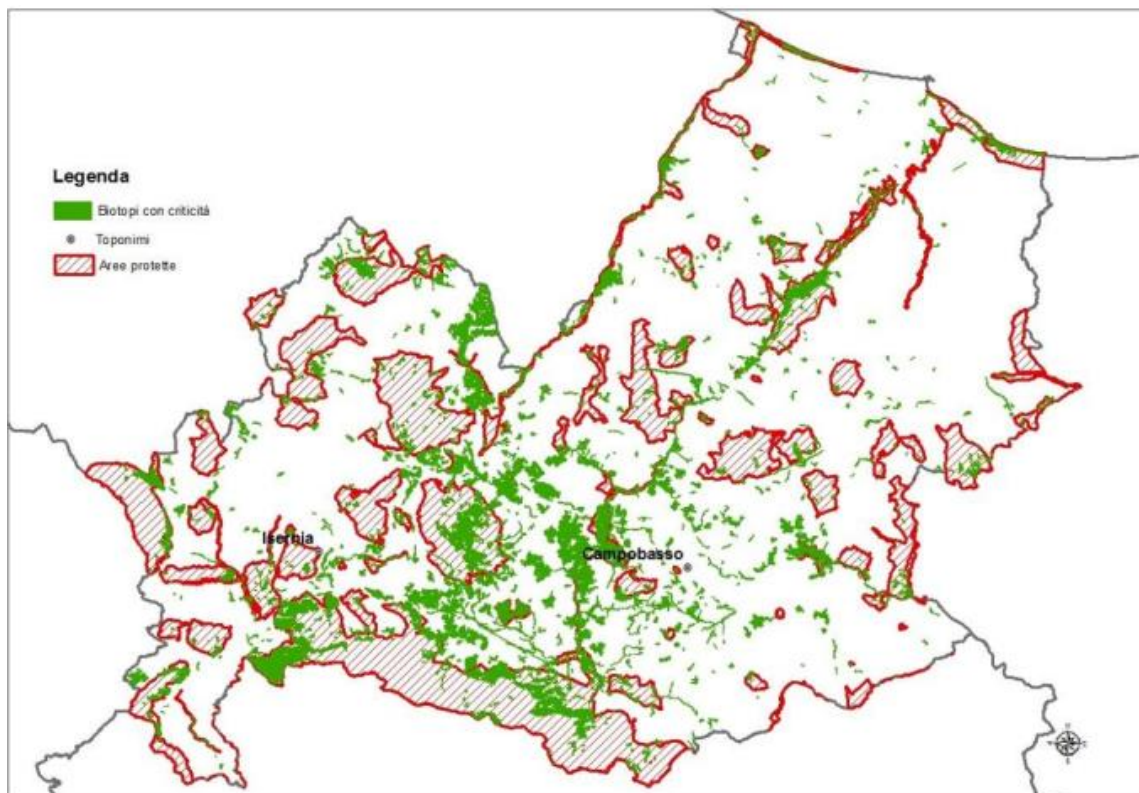 Legenda
Biotopi con criticità
Toponimi
Aree protette
Isernia
Campobasso